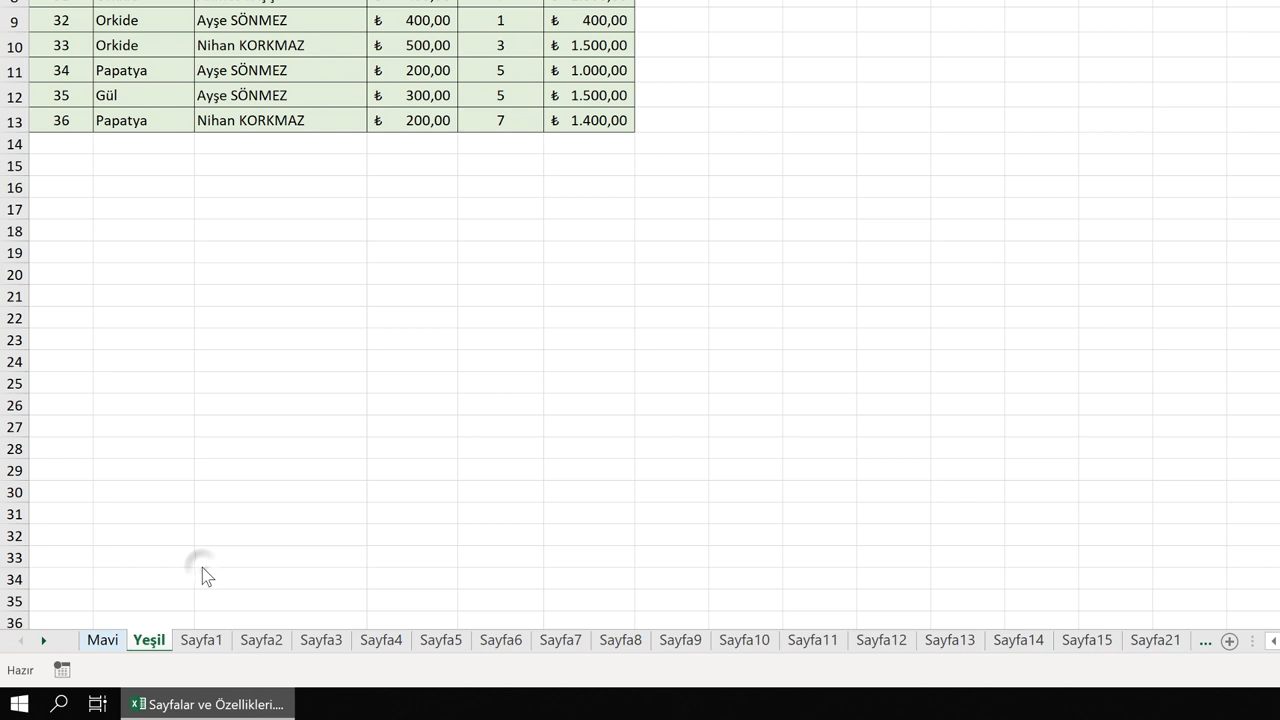 9 32 Orkide Ayşe SÖNMEZ ₺ 400,00 1 ₺ 400,00
10 33 Orkide Nihan KORKMAZ ₺ 500,00 3 ₺ 1.500,00
11 34 Papatya Ayşe SÖNMEZ ₺ 200,00 5 ₺ 1.000,00
12 35 Gül Ayşe SÖNMEZ ₺ 300,00 5 ₺ 1.500,00
13 36 Papatya Nihan KORKMAZ ₺ 200,00 7 ₺ 1.400,00
14
15
16
17
18
19
20
21
22
23
24
25
26
27
28
29
30
31
32
33
34
35
36
Mavi Yeşil Sayfa1 Sayfa2 Sayfa3 Sayfa4 Sayfa5 Sayfa6 Sayfa7 Sayfa8 Sayfa9 Sayfa10 Sayfa11 Sayfa12 Sayfa13 Sayfa14 Sayfa15 Sayfa21 ...
Hazır
Sayfalar ve Özellikleri....